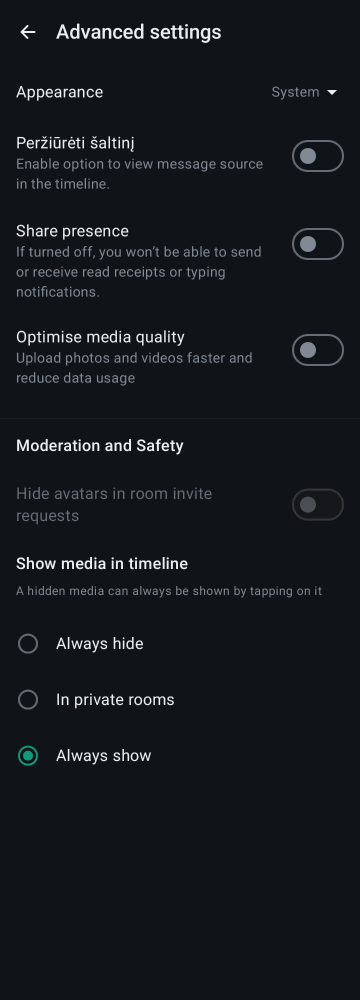 Advanced settings
Appearance
System
Peržiūrėti šaltinį
Enable option to view message source
in the timeline.
Share presence
If turned off, you won’t be able to send
or receive read receipts or typing
notifications.
Optimise media quality
Upload photos and videos faster and
reduce data usage
Moderation and Safety
Hide avatars in room invite
requests
Show media in timeline
A hidden media can always be shown by tapping on it
Always hide
In private rooms
Always show